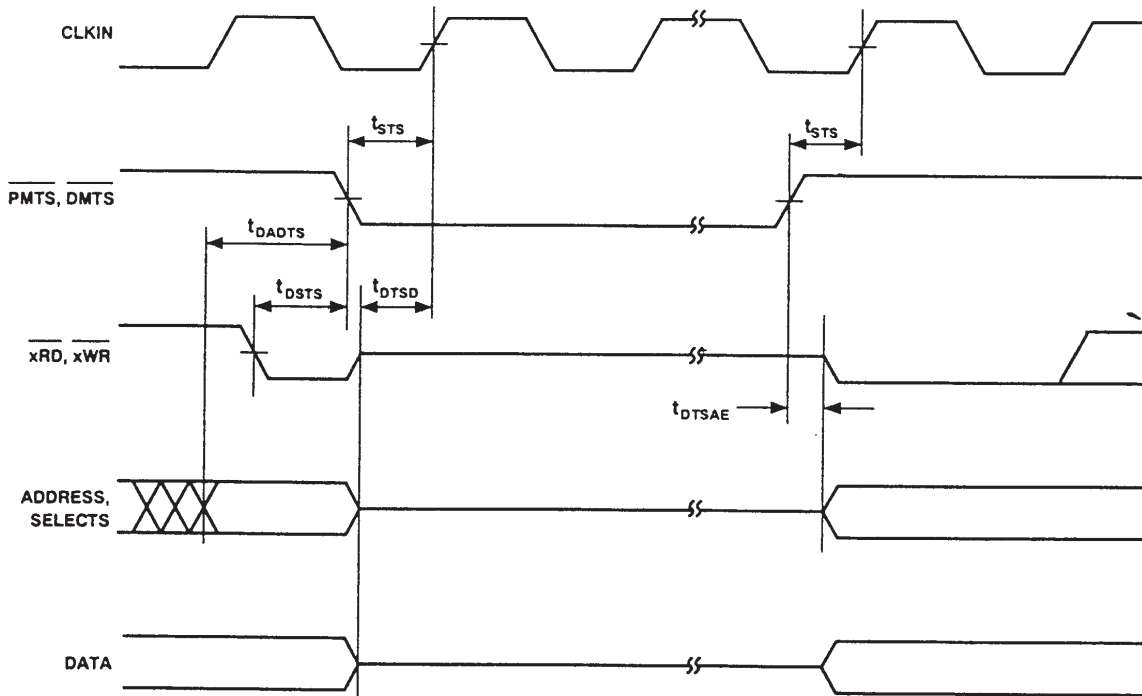 CLKIN
tSTS
tSTS
PMTS, DMTS
tDADTS
tDSTS
tDTSD
xRD, xWR
tDTSAE
ADDRESS,
SELECTS
DATA